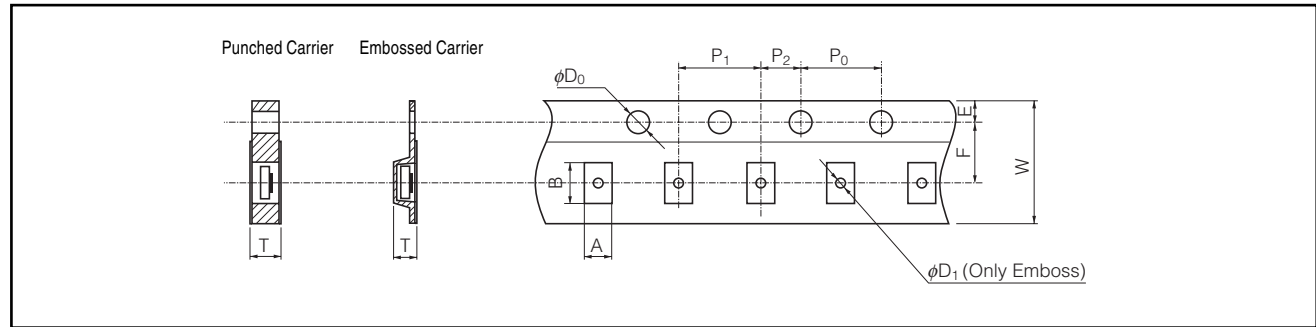 Punched Carrier Embossed Carrier
P₁ P₂ P₀
ϕD₀
E
F
W
B
A
T
T
ϕD₁ (Only Emboss)